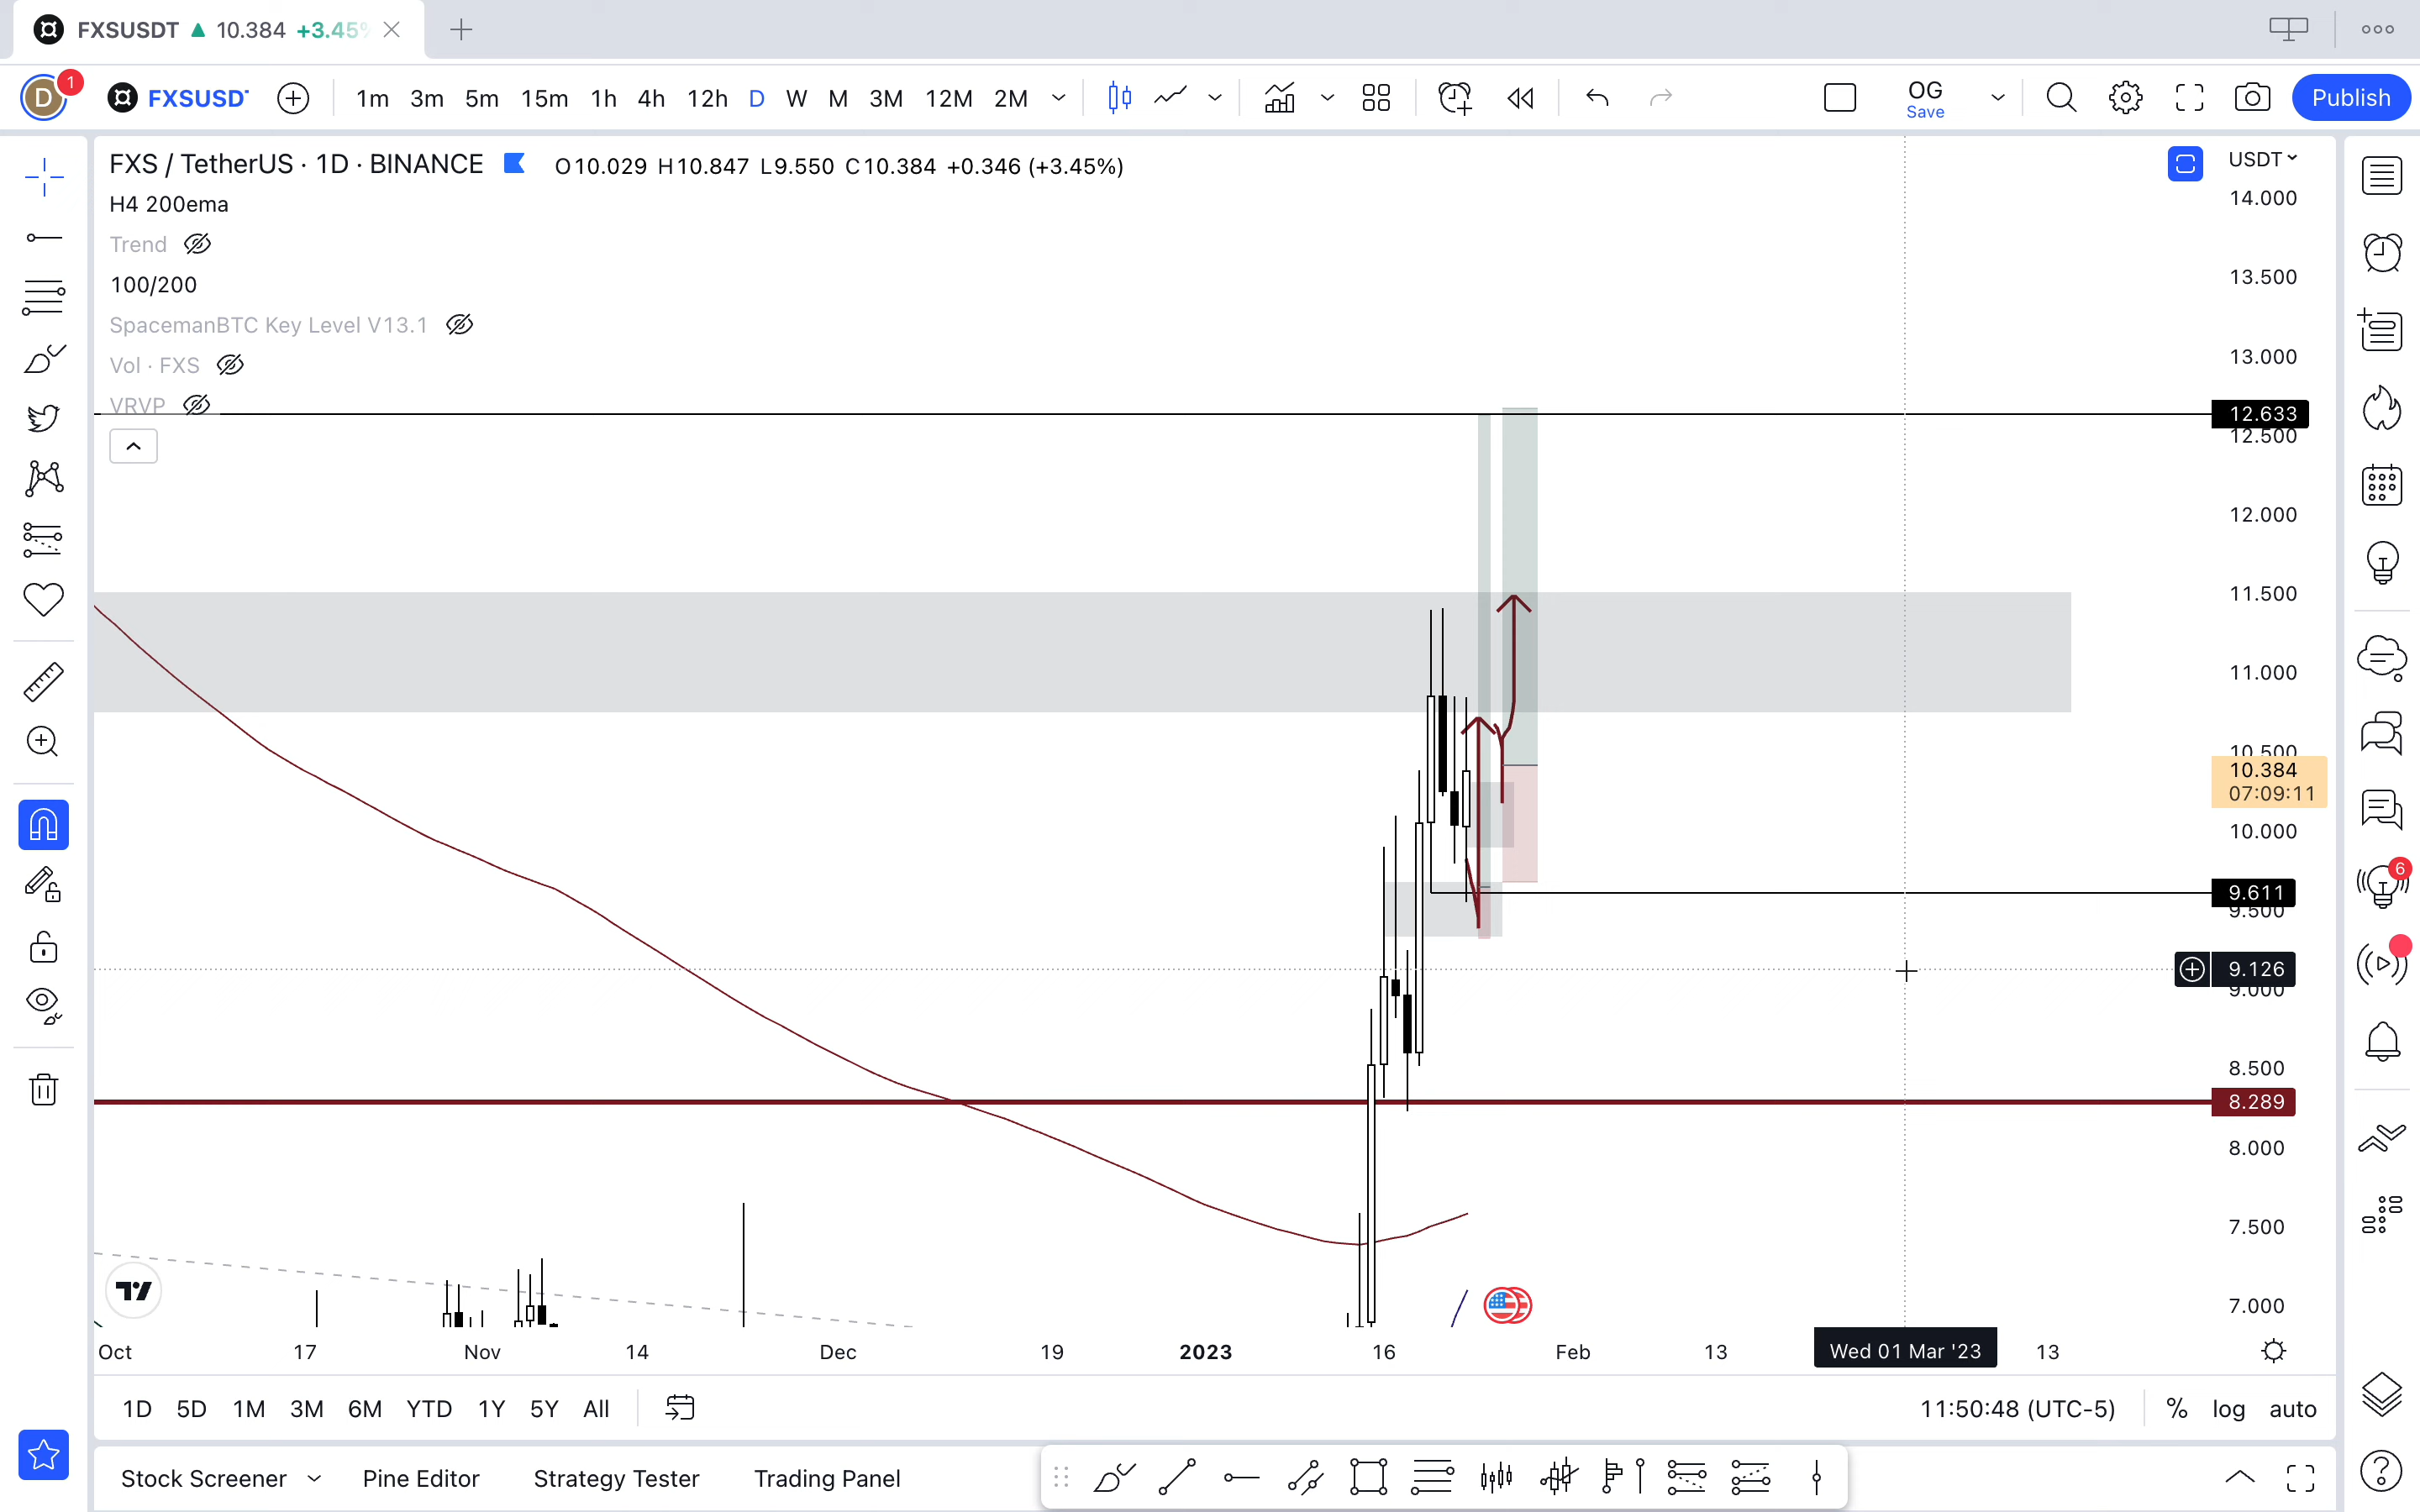 FXSUSDT ▲ 10.384 +3.45%
D 1 FXSUSD 1m 3m 5m 15m 1h 4h 12h D W M 3M 12M 2M OG Save Publish
FXS / TetherUS · 1D · BINANCE O10.029 H10.847 L9.550 C10.384 +0.346 (+3.45%)
USDT
H4 200ema
Trend
100/200
SpacemanBTC Key Level V13.1
Vol · FXS
VRVP
14.000
13.500
13.000
12.633
12.500
12.000
11.500
11.000
10.500
10.384
07:09:11
10.000
9.611
9.500
9.126
9.000
8.500
8.289
8.000
7.500
7.000
6
Oct 17 Nov 14 Dec 19 2023 16 Feb 13 Wed 01 Mar '23 13
1D 5D 1M 3M 6M YTD 1Y 5Y All 11:50:48 (UTC-5) % log auto
Stock Screener Pine Editor Strategy Tester Trading Panel